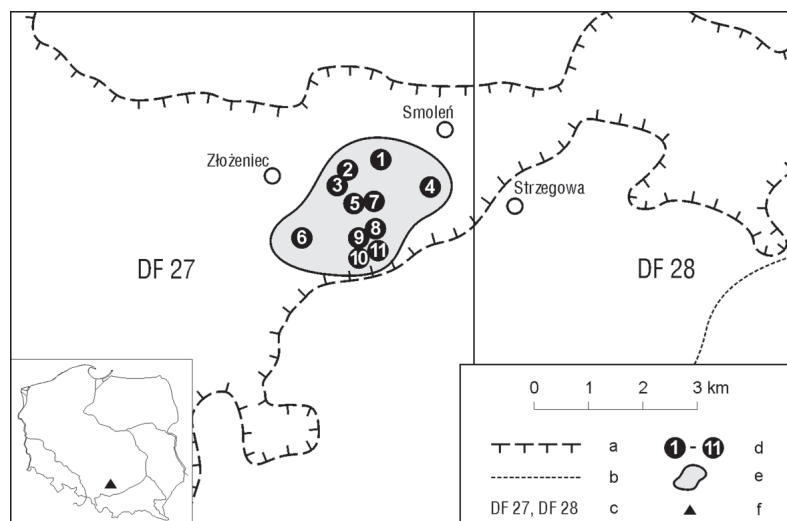 Smoleń
Złożeniec
1
2
3
4
5 7
Strzegowa
8
6 9
11
10
DF 27 DF 28
0 1 2 3 km
a 1 - 11 d
b e
DF 27, DF 28 c f